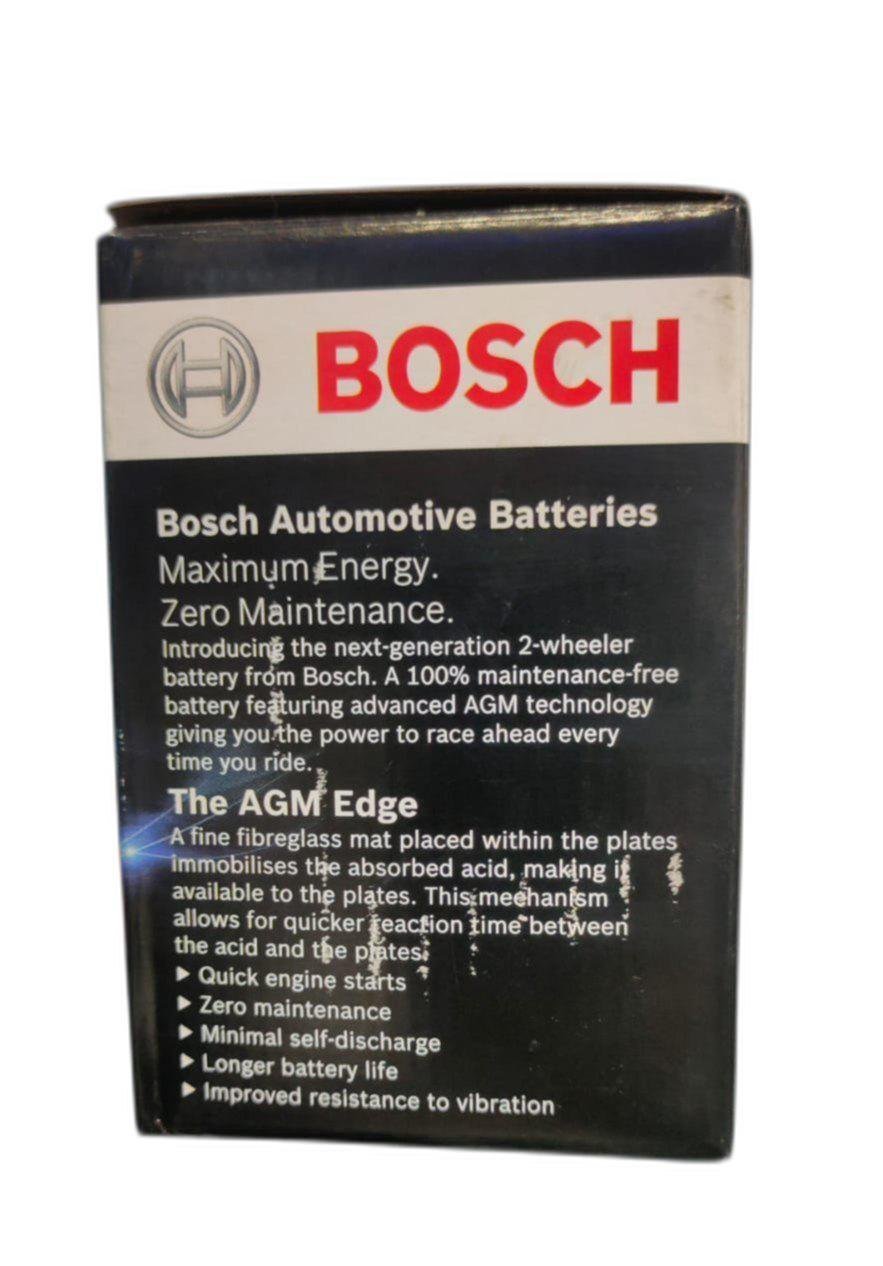 BOSCH
Bosch Automotive Batteries
Maximum Energy.
Zero Maintenance.
Introducing the next-generation 2-wheeler
battery from Bosch. A 100% maintenance-free
battery featuring advanced AGM technology
giving you the power to race ahead every
time you ride.
The AGM Edge
A fine fibreglass mat placed within the plates
immobilises the absorbed acid, making it
available to the plates. This mechanism
allows for quicker reaction time between
the acid and the plates.
▶ Quick engine starts
▶ Zero maintenance
▶ Minimal self-discharge
▶ Longer battery life
▶ Improved resistance to vibration